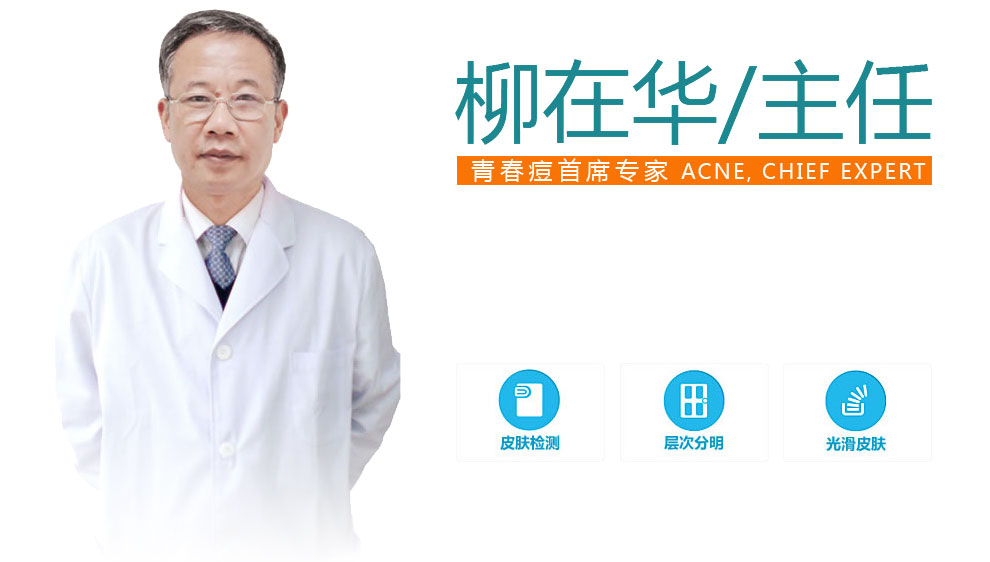 柳在华/主任
青春痘首席专家 ACNE, CHIEF EXPERT
皮肤检测
层次分明
光滑皮肤